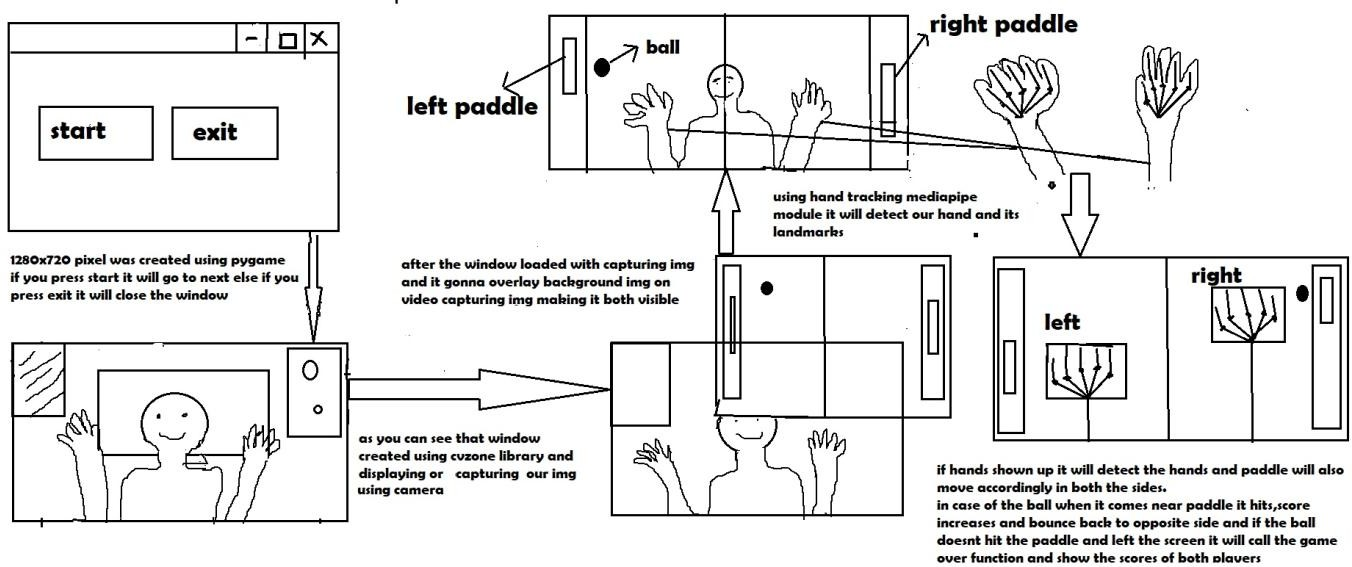 start
exit
1280x720 pixel was created using pygame
if you press start it will go to next else if you
press exit it will close the window
as you can see that window
created using cvzone library and
displaying or capturing our img
using camera
after the window loaded with capturing img
and it gonna overlay background img on
video capturing img making it both visible
left paddle
ball
right paddle
using hand tracking mediapipe
module it will detect our hand and its
landmarks
left
right
if hands shown up it will detect the hands and paddle will also
move accordingly in both the sides.
in case of the ball when it comes near paddle it hits,score
increases and bounce back to opposite side and if the ball
doesnt hit the paddle and left the screen it will call the game
over function and show the scores of both players